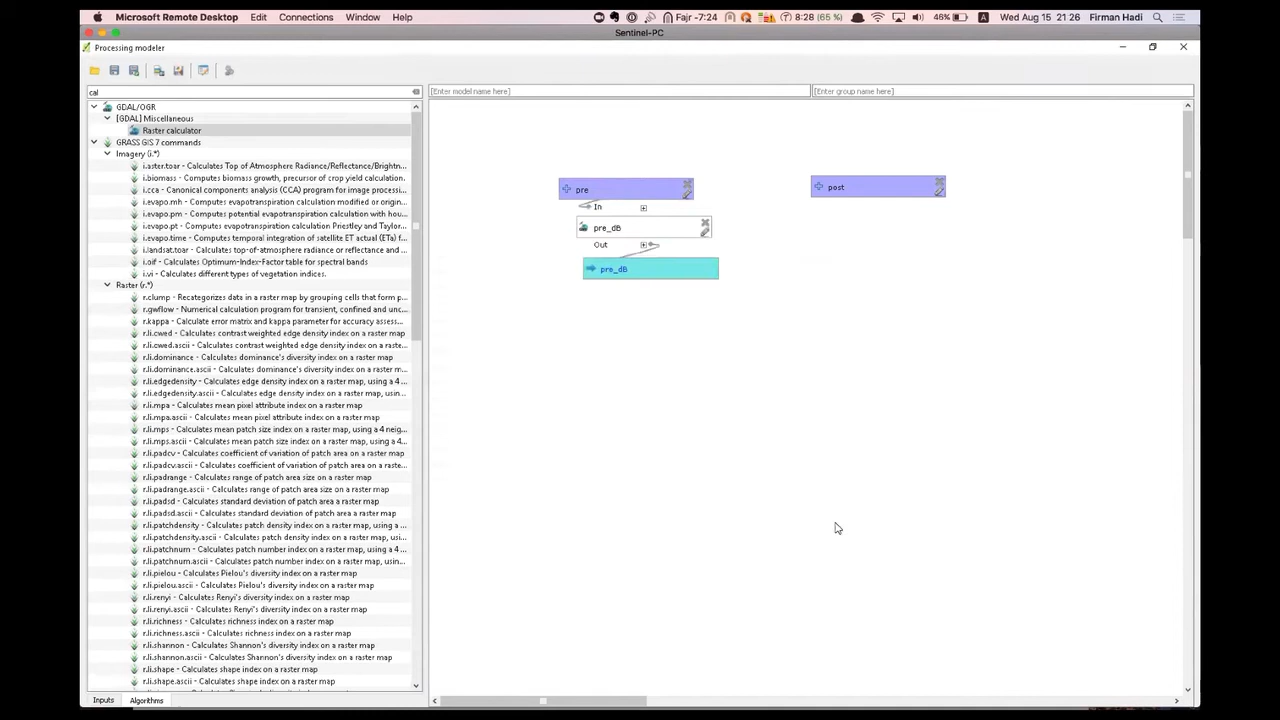 Microsoft Remote Desktop Edit Connections Window Help Fajr -7:24 8:28 (65 %) 46% A Wed Aug 15 21 26 Firman Hadi
Sentinel-PC
Processing modeler
cal
[Enter model name here]
[Enter group name here]
GDAL/OGR
[GDAL] Miscellaneous
Raster calculator
GRASS GIS 7 commands
Imagery (i.*)
i.aster.toar - Calculates Top of Atmosphere Radiance/Reflectance/Brightn...
i.biomass - Computes biomass growth, precursor of crop yield calculation.
i.cca - Canonical components analysis (CCA) program for image processi...
i.evapo.mh - Computes evapotranspiration calculation modified or origin...
i.evapo.pm - Computes potential evapotranspiration calculation with hou...
i.evapo.pt - Computes evapotranspiration calculation Priestley and Taylor...
i.evapo.time - Computes temporal integration of satellite ET actual (ETa) f...
i.landsat.toar - Calculates top-of-atmosphere radiance or reflectance and ...
i.oif - Calculates Optimum-Index-Factor table for spectral bands
i.vi - Calculates different types of vegetation indices.
Raster (r.*)
r.clump - Recategorizes data in a raster map by grouping cells that form p...
r.gwflow - Numerical calculation program for transient, confined and unc...
r.kappa - Calculate error matrix and kappa parameter for accuracy assess...
r.li.cwed - Calculates contrast weighted edge density index on a raster map
r.li.cwed.ascii - Calculates contrast weighted edge density index on a raste...
r.li.dominance - Calculates dominance's diversity index on a raster map
r.li.dominance.ascii - Calculates dominance's diversity index on a raster map
r.li.edgedensity - Calculates edge density index on a raster map, using a 4 ...
r.li.edgedensity.ascii - Calculates edge density index on a raster map, usin...
r.li.mpa - Calculates mean pixel attribute index on a raster map
r.li.mpa.ascii - Calculates mean pixel attribute index on a raster map
r.li.mps - Calculates mean patch size index on a raster map, using a 4 neig...
r.li.mps.ascii - Calculates mean patch size index on a raster map, using a 4...
r.li.padcv - Calculates coefficient of variation of patch area on a raster map
r.li.padcv.ascii - Calculates coefficient of variation of patch area on a raste...
r.li.padrange - Calculates range of patch area size on a raster map
r.li.padrange.ascii - Calculates range of patch area size on a raster map
r.li.padsd - Calculates standard deviation of patch area a raster map
r.li.padsd.ascii - Calculates standard deviation of patch area a raster map
r.li.patchdensity - Calculates patch density index on a raster map, using a ...
r.li.patchdensity.ascii - Calculates patch density index on a raster map, usi...
r.li.patchnum - Calculates patch number index on a raster map, using a 4 ...
r.li.patchnum.ascii - Calculates patch number index on a raster map, usin...
r.li.pielou - Calculates Pielou's diversity index on a raster map
r.li.pielou.ascii - Calculates Pielou's diversity index on a raster map
r.li.renyi - Calculates Renyi's diversity index on a raster map
r.li.renyi.ascii - Calculates Renyi's diversity index on a raster map
r.li.richness - Calculates richness index on a raster map
r.li.richness.ascii - Calculates richness index on a raster map
r.li.shannon - Calculates Shannon's diversity index on a raster map
r.li.shannon.ascii - Calculates Shannon's diversity index on a raster map
r.li.shape - Calculates shape index on a raster map
r.li.shape.ascii - Calculates shape index on a raster map
Inputs
Algorithms
pre
In
pre_dB
Out
pre_dB
post